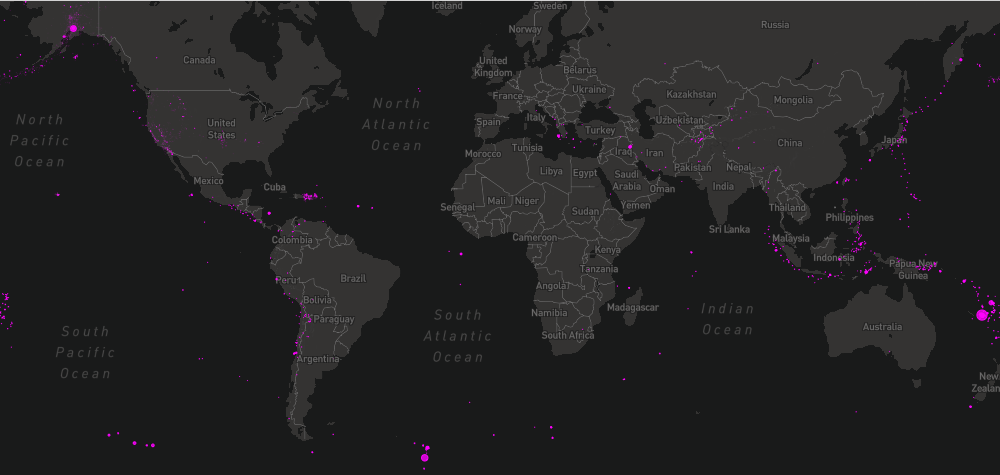 Iceland
Sweden
Norway
Russia
Canada
United
Kingdom
Belarus
Ukraine
France
Kazakhstan
Mongolia
North
Pacific
Ocean
North
Atlantic
Ocean
United
States
Spain
Italy
Turkey
Uzbekistan
China
Japan
Morocco
Tunisia
Iraq
Iran
Pakistan
Nepal
Mexico
Cuba
Libya
Egypt
Saudi
Arabia
Oman
India
Senegal
Mali
Niger
Sudan
Yemen
Thailand
Philippines
Sri Lanka
Colombia
Cameroon
Kenya
Malaysia
Indonesia
Papua New
Guinea
Peru
Brazil
Tanzania
Bolivia
Angola
Paraguay
Namibia
Madagascar
South
Pacific
Ocean
South
Atlantic
Ocean
Indian
Ocean
Australia
South Africa
Argentina
New
Zealan